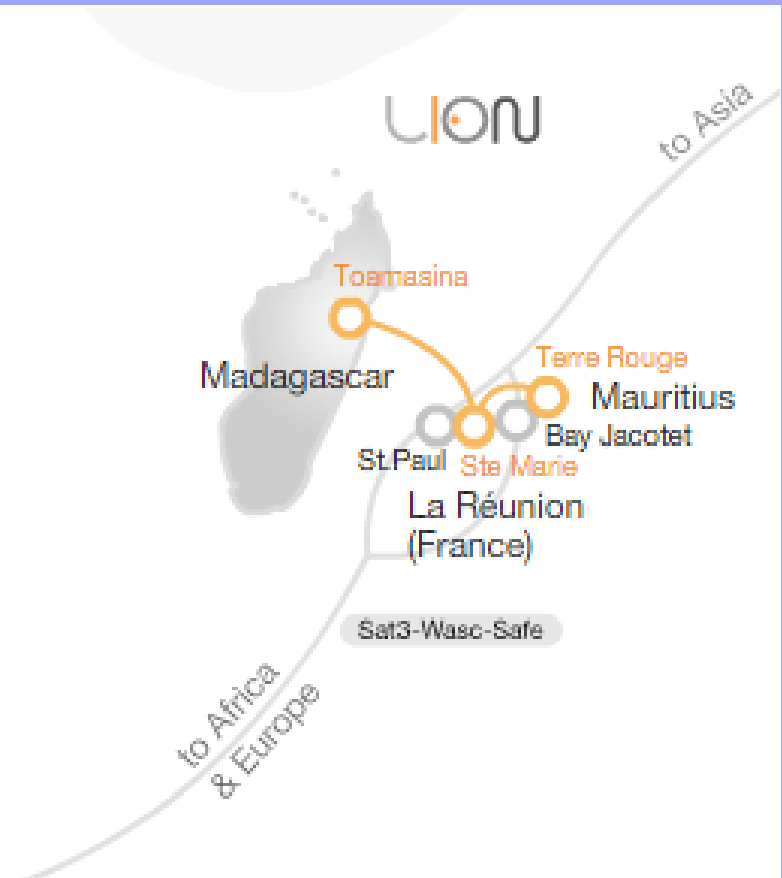 LION
to Asia
Toamasina
Terre Rouge
Madagascar
Mauritius
Bay Jacotet
St.Paul
Ste Marie
La Réunion
(France)
Sat3-Wasc-Safe
to Africa
& Europe